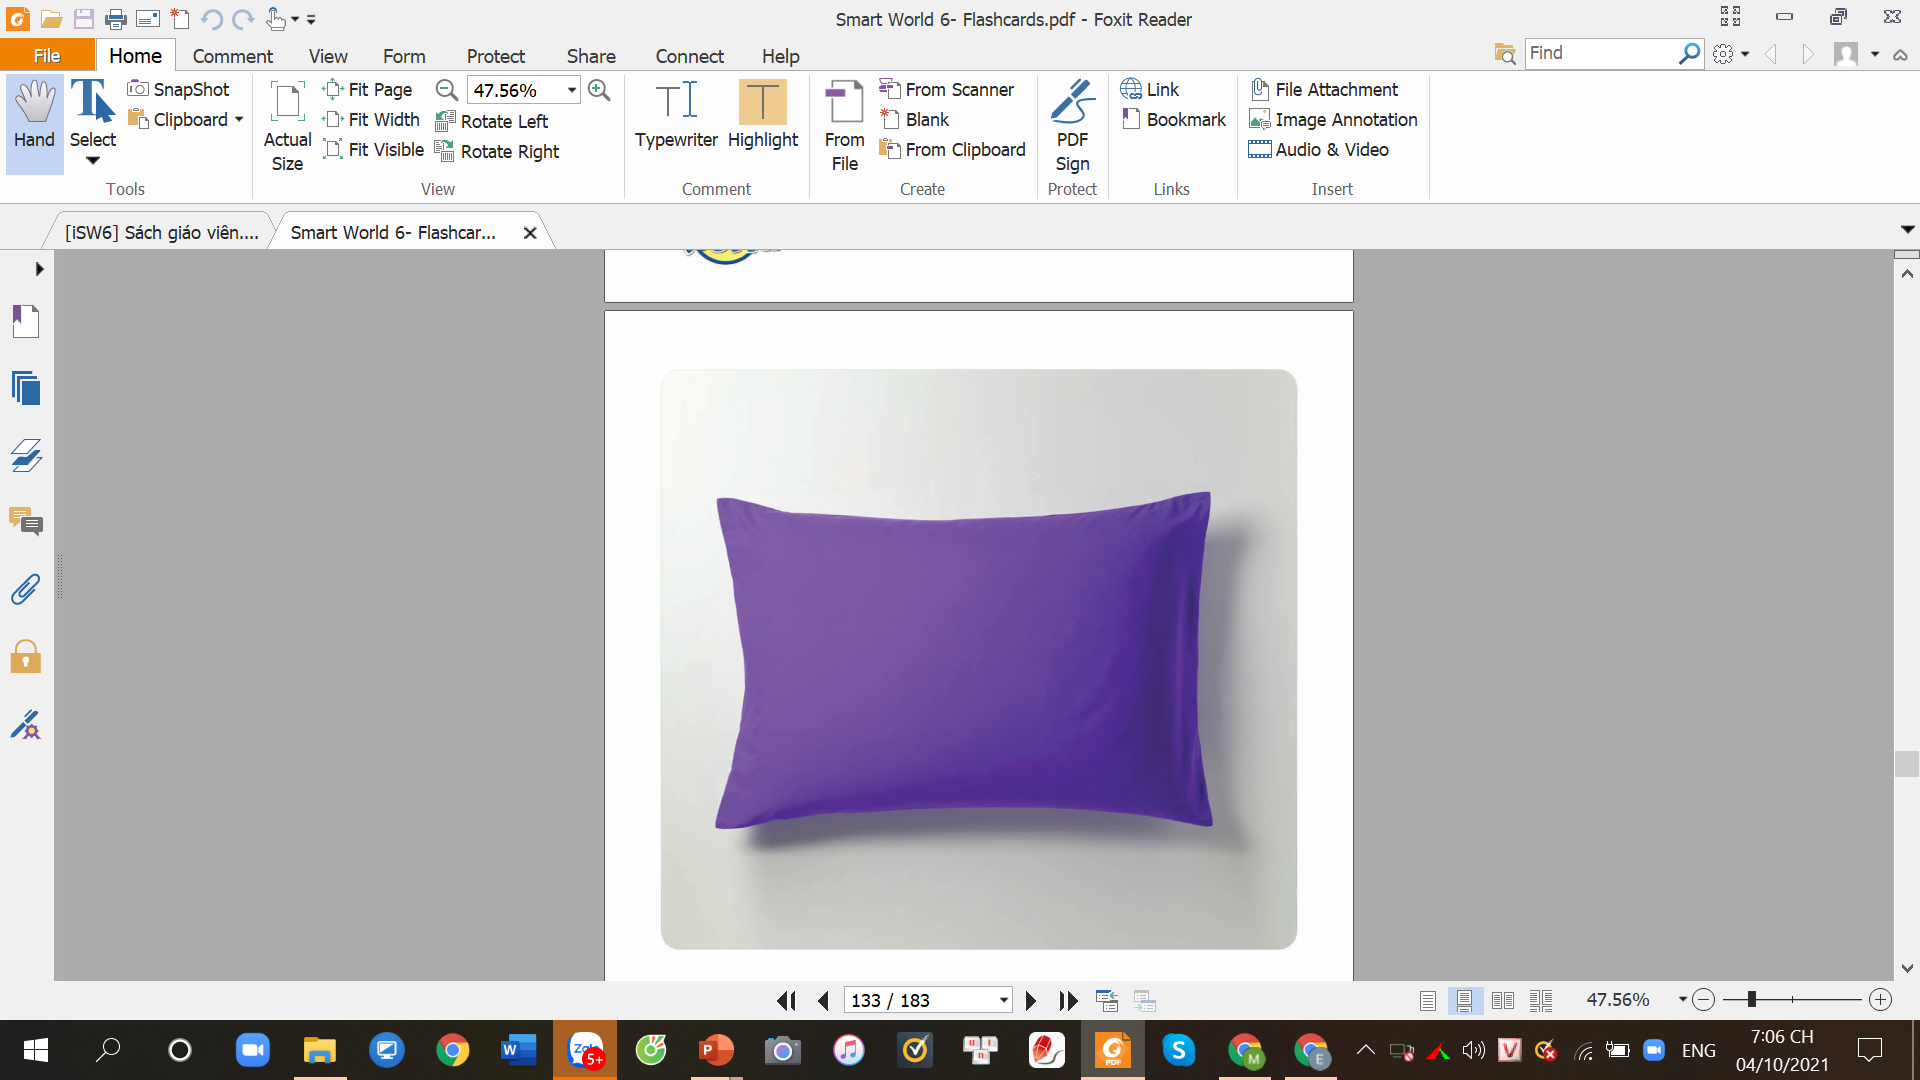 Smart World 6- Flashcards.pdf - Foxit Reader
File Home Comment View Form Protect Share Connect Help Find
Hand
Select
SnapShot
Clipboard
Tools
Actual Size
Fit Page
Fit Width
Fit Visible
47.56%
Rotate Left
Rotate Right
View
Typewriter
Highlight
Comment
From File
From Scanner
Blank
From Clipboard
Create
PDF Sign
Protect
Link
Bookmark
Links
File Attachment
Image Annotation
Audio & Video
Insert
[iSW6] Sách giáo viên....
Smart World 6- Flashcar...
133 / 183
47.56%
Zalo
5+
u i n
M
E
PDF
ENG
7:06 CH
04/10/2021